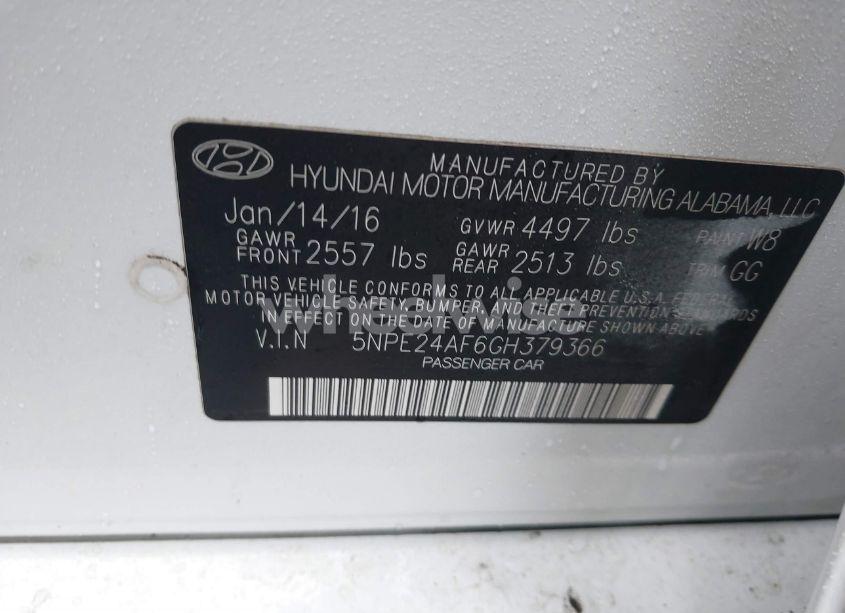 MANUFACTURED BY
HYUNDAI MOTOR MANUFACTURING ALABAMA, LLC
Jan/14/16 GVWR 4497 lbs PAINT W8
GAWR FRONT 2557 lbs GAWR REAR 2513 lbs TRIM GG
THIS VEHICLE CONFORMS TO ALL APPLICABLE U.S.A. FEDERAL
MOTOR VEHICLE SAFETY, BUMPER, AND THEFT PREVENTION STANDARDS
IN EFFECT ON THE DATE OF MANUFACTURE SHOWN ABOVE.
V.I.N 5NPE24AF6GH379366
PASSENGER CAR
wheelwise